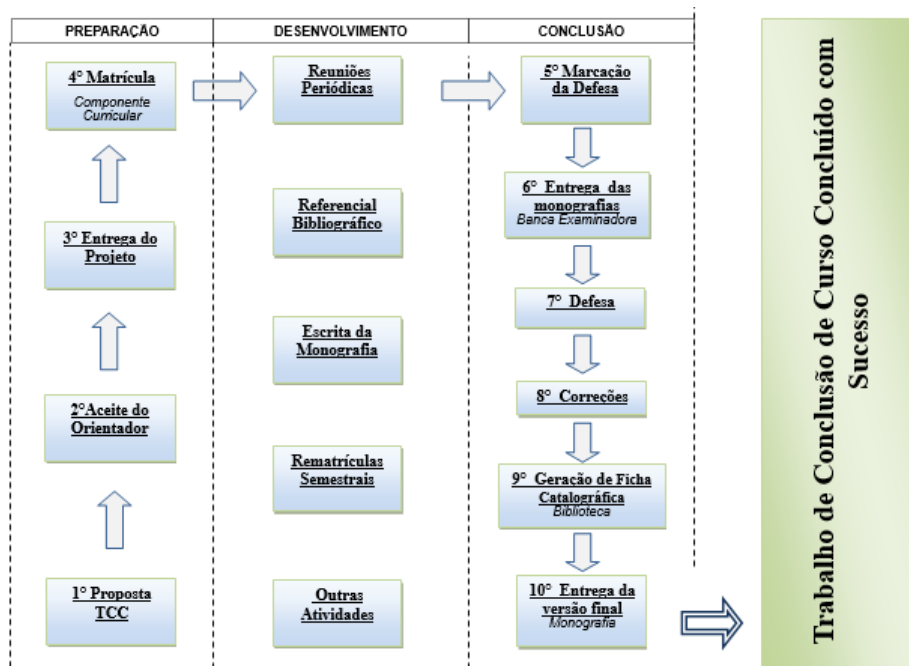 PREPARAÇÃO
DESENVOLVIMENTO
CONCLUSÃO
4° Matrícula
Componente
Curricular
3° Entrega do
Projeto
2°Aceite do
Orientador
1° Proposta
TCC
Reuniões
Periódicas
Referencial
Bibliográfico
Escrita da
Monografia
Rematrículas
Semestrais
Outras
Atividades
5° Marcação
da Defesa
6° Entrega das
monografias
Banca Examinadora
7° Defesa
8° Correções
9° Geração de Ficha
Catalográfica
Biblioteca
10° Entrega da
versão final
Monografia
Trabalho de Conclusão de Curso Concluído com
Sucesso